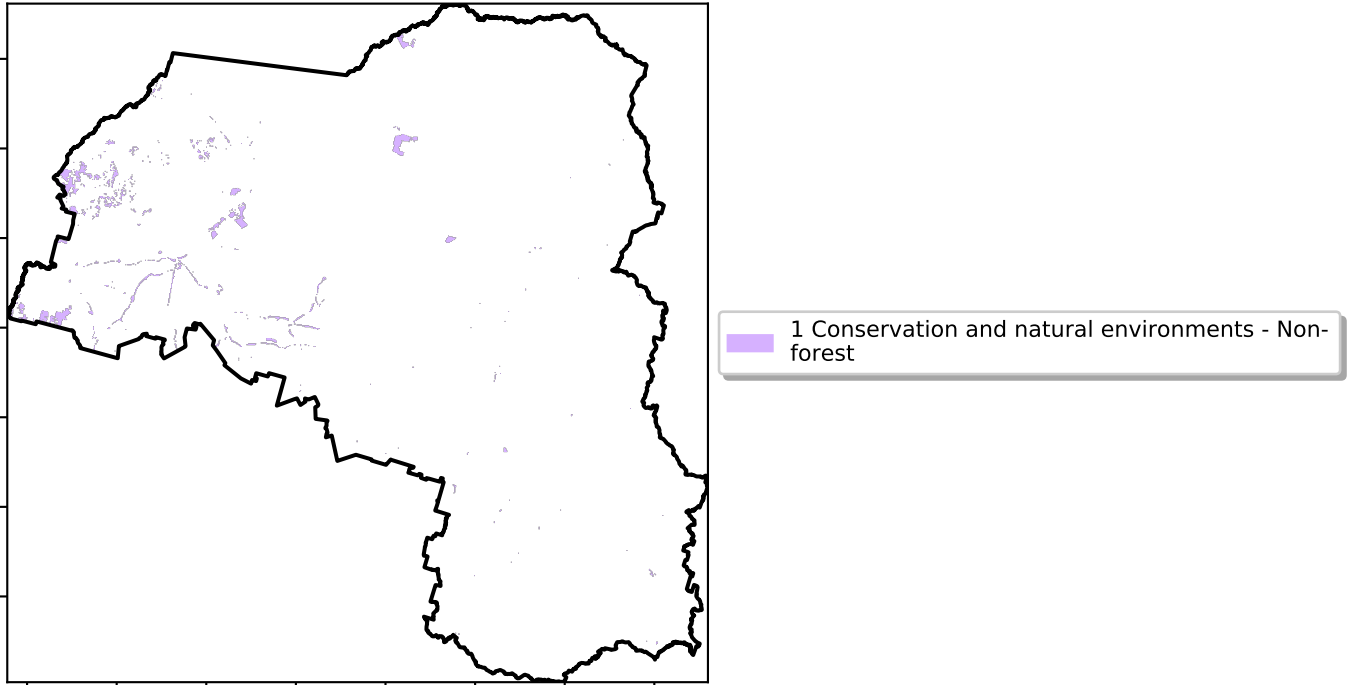 1 Conservation and natural environments - Non-
forest